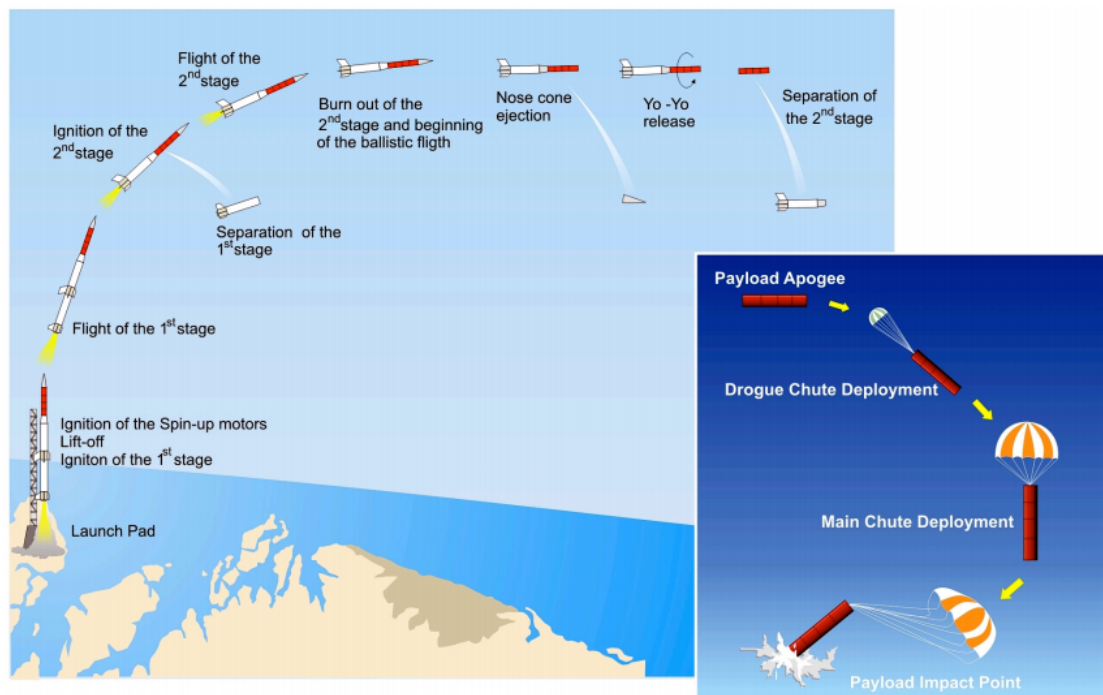 Flight of the
2nd stage
Burn out of the
2nd stage and beginning
of the ballistic fligth
Nose cone
ejection
Yo -Yo
release
Separation of
the 2nd stage
Ignition of the
2nd stage
Separation of the
1st stage
Flight of the 1st stage
Ignition of the Spin-up motors
Lift-off
Igniton of the 1st stage
Launch Pad
Payload Apogee
Drogue Chute Deployment
Main Chute Deployment
Payload Impact Point